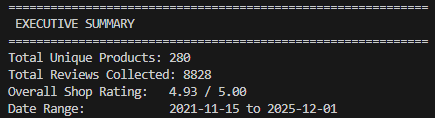 ============================================================
 EXECUTIVE SUMMARY
============================================================
Total Unique Products: 280
Total Reviews Collected: 8828
Overall Shop Rating:   4.93 / 5.00
Date Range:            2021-11-15 to 2025-12-01